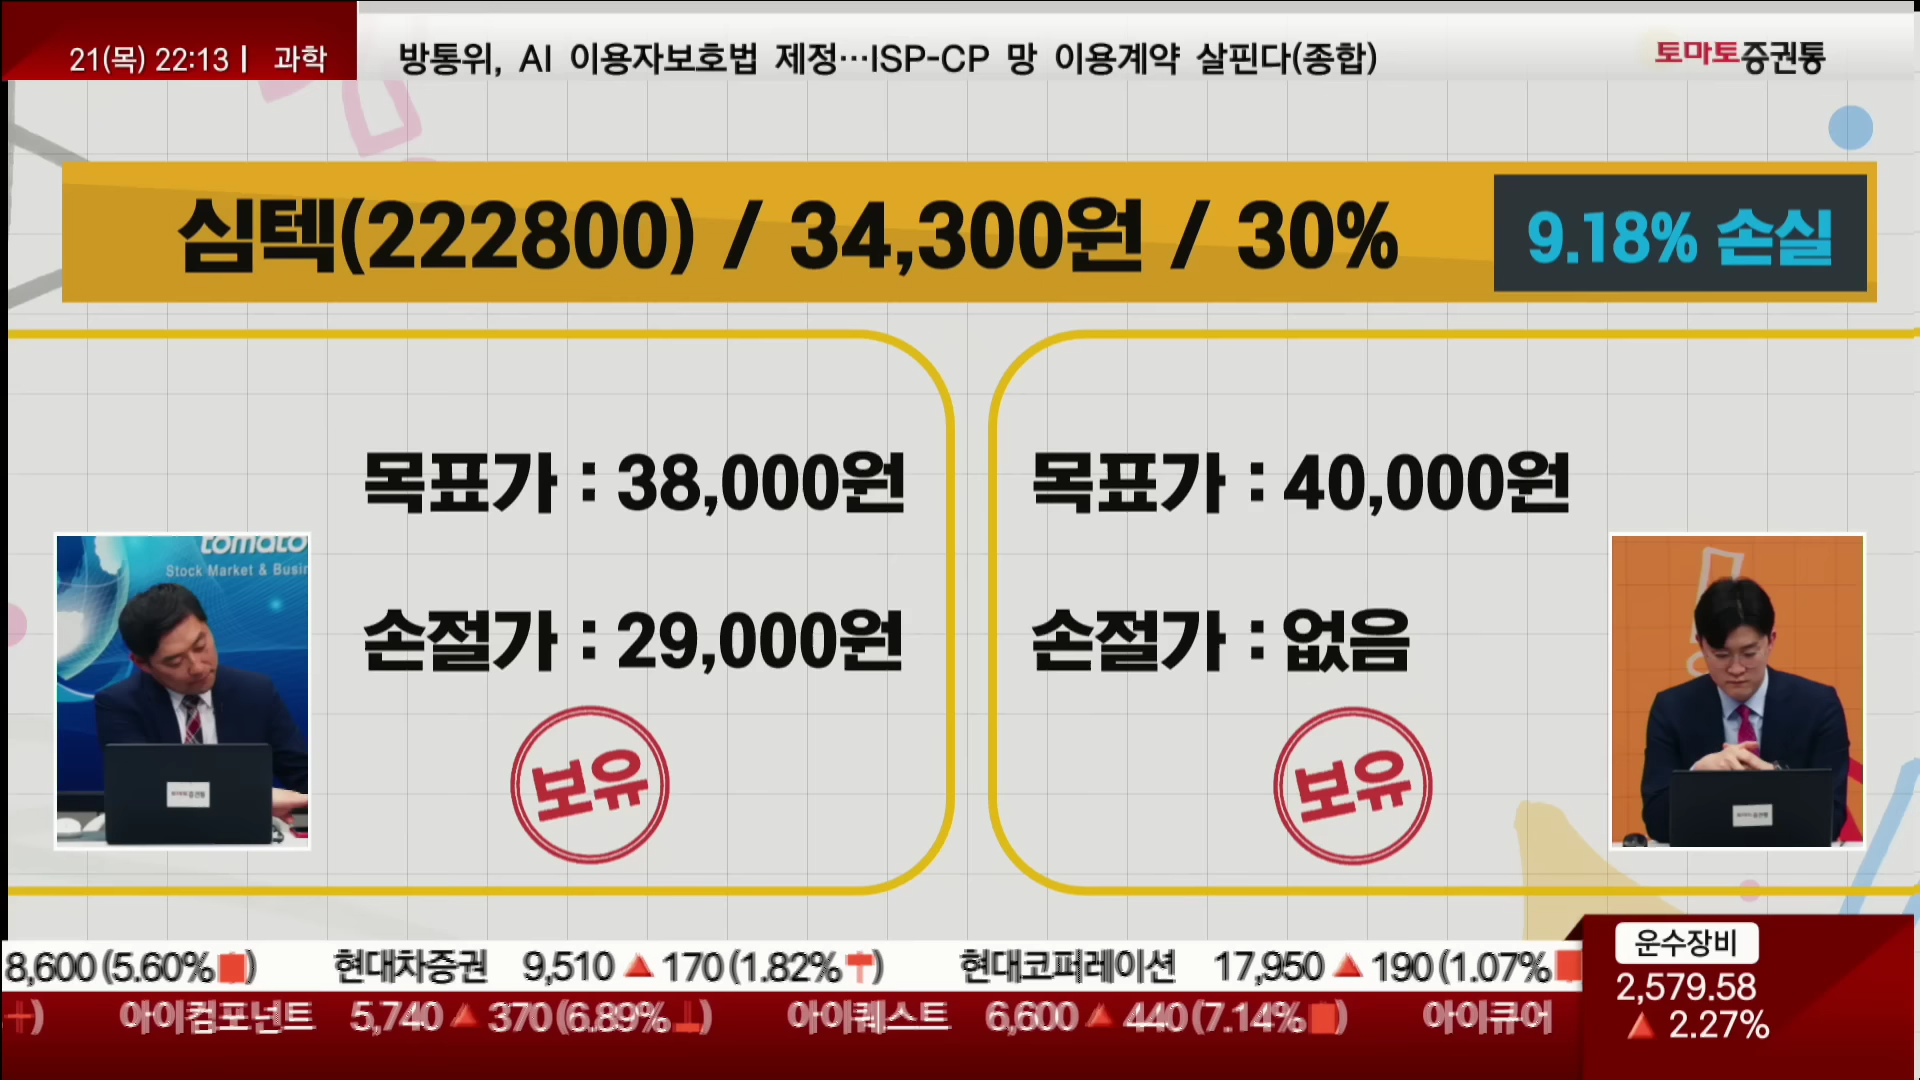 21(목) 22:13 | 과학
방통위, AI 이용자보호법 제정…ISP-CP 망 이용계약 살핀다(종합)
토마토증권통
심텍(222800) / 34,300원 / 30%
9.18% 손실
목표가 : 38,000원
손절가 : 29,000원
보유
목표가 : 40,000원
손절가 : 없음
보유
tomato
Stock Market &
8,600 (5.60% ) 현대차증권 9,510 ▲ 170 (1.82% ) 현대코퍼레이션 17,950 ▲ 190 (1.07%
) 아이컴포넌트 5,740 ▲ 370 (6.89% ) 아이퀘스트 6,600 ▲ 440 (7.14% ) 아이큐어
운수장비
2,579.58
▲ 2.27%